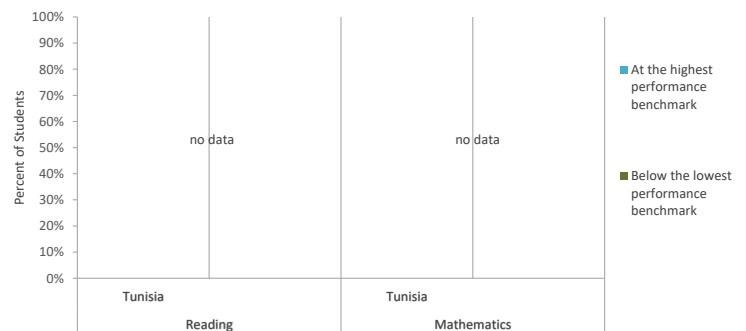 Percent of Students
100%
90%
80%
70%
60%
50%
40%
30%
20%
10%
0%
no data
no data
Tunisia
Tunisia
Reading
Mathematics
At the highest
performance
benchmark
Below the lowest
performance
benchmark